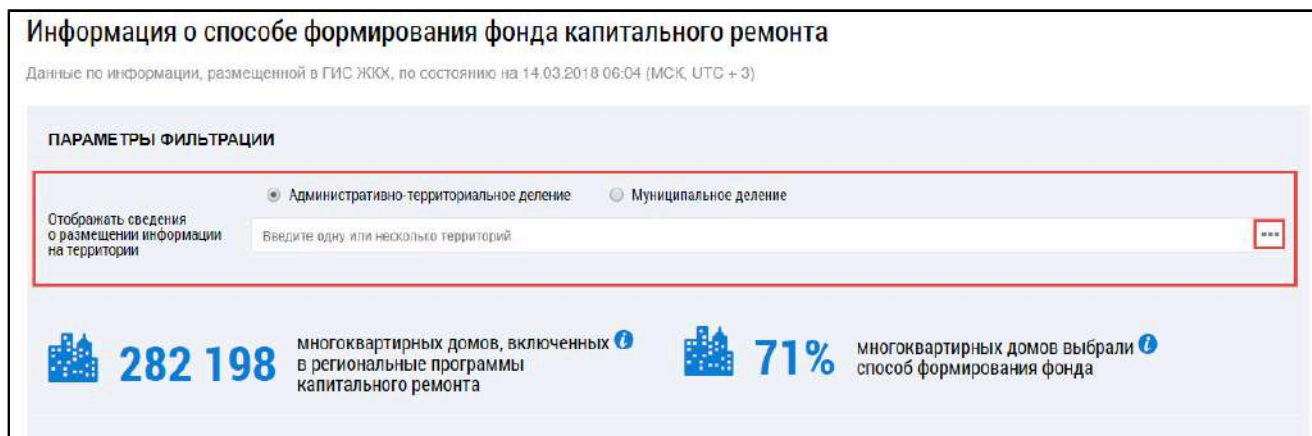 Информация о способе формирования фонда капитального ремонта
Данные по информации, размещенной в ГИС ЖКХ, по состоянию на 14.03.2018 06:04 (МСК, UTC + 3)
ПАРАМЕТРЫ ФИЛЬТРАЦИИ
Административно-территориальное деление Муниципальное деление
Отображать сведения
о размещении информации
на территории
Введите одну или несколько территорий
282 198
многоквартирных домов, включенных
в региональные программы
капитального ремонта
71%
многоквартирных домов выбрали
способ формирования фонда